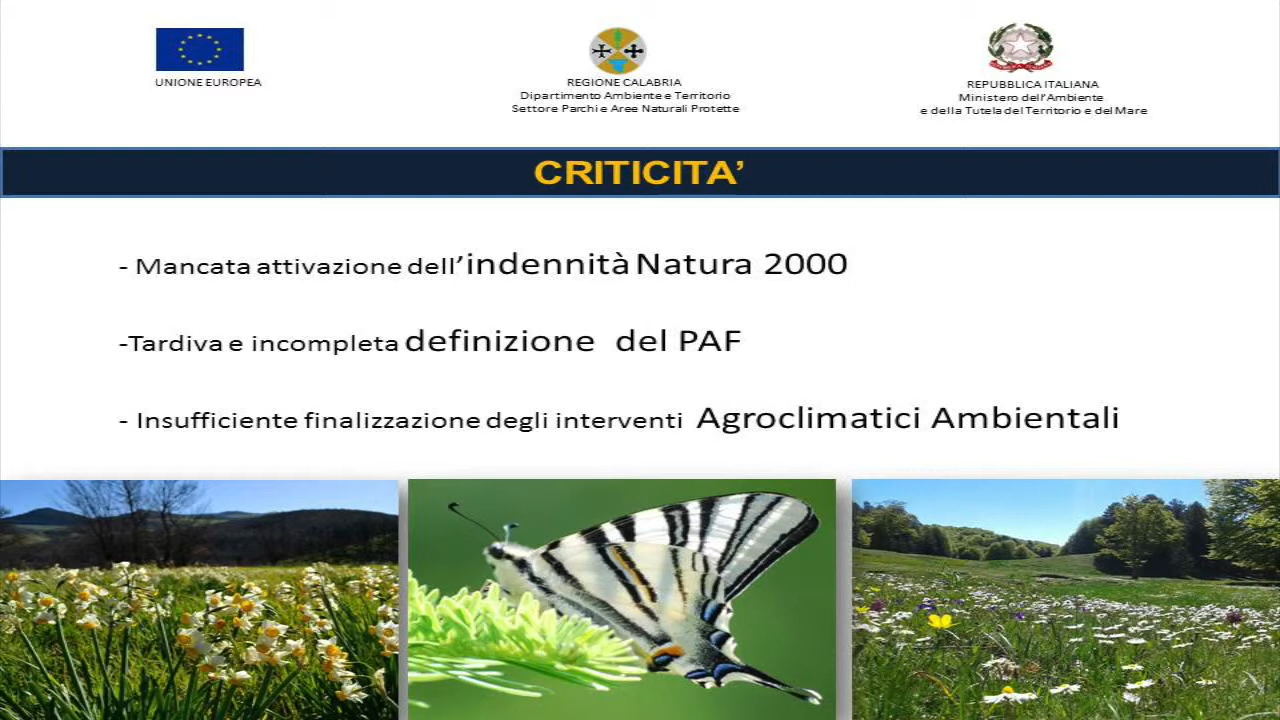 UNIONE EUROPEA
REGIONE CALABRIA
Dipartimento Ambiente e Territorio
Settore Parchi e Aree Naturali Protette
REPUBBLICA ITALIANA
Ministero dell'Ambiente
e della Tutela del Territorio e del Mare
CRITICITA’
- Mancata attivazione dell’indennità Natura 2000
-Tardiva e incompleta definizione del PAF
- Insufficiente finalizzazione degli interventi Agroclimatici Ambientali